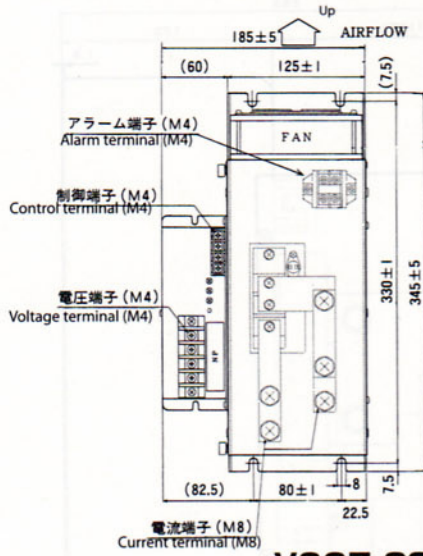 Up
185±5
AIRFLOW
(60)
125±1
(7.5)
FAN
アラーム端子(M4)
Alarm terminal (M4)
制御端子(M4)
Control terminal (M4)
電圧端子(M4)
Voltage terminal (M4)
NP
330±1
345±5
(82.5)
80±1
8
7.5
22.5
電流端子(M8)
Current terminal (M8)